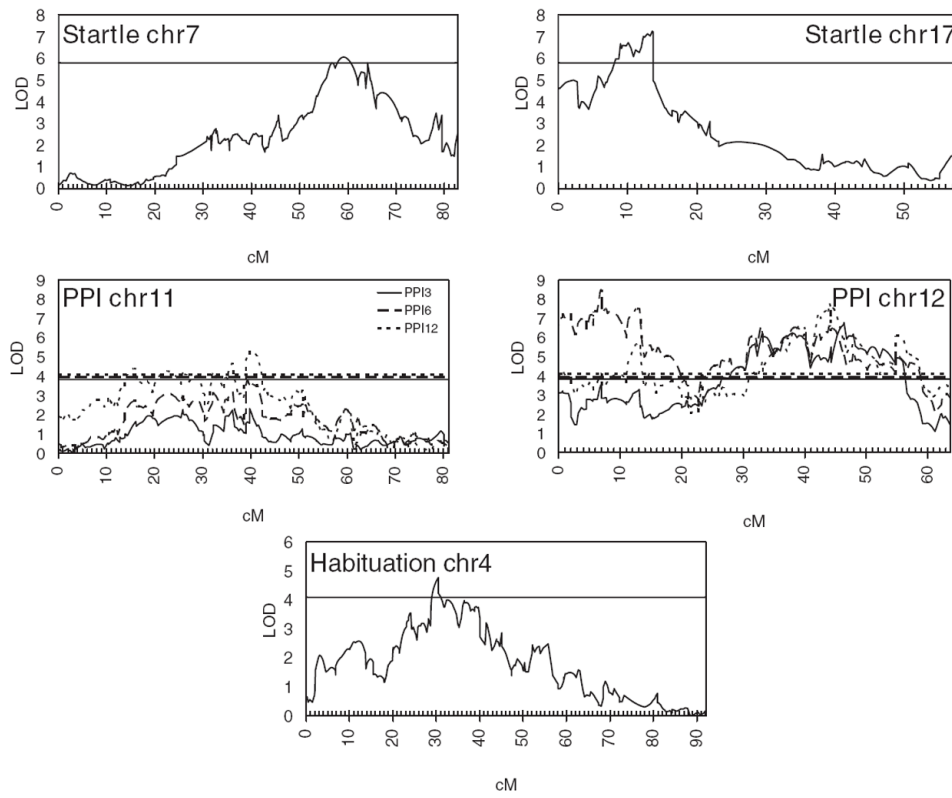 Startle chr7
8
7
6
5
4
3
2
1
0
LOD
0 10 20 30 40 50 60 70 80
cM
Startle chr17
8
7
6
5
4
3
2
1
0
LOD
0 10 20 30 40 50
cM
PPI chr11
PPI3
PPI6
PPI12
9
8
7
6
5
4
3
2
1
0
LOD
0 10 20 30 40 50 60 70 80
cM
PPI chr12
9
8
7
6
5
4
3
2
1
0
LOD
0 10 20 30 40 50 60
cM
Habituation chr4
6
5
4
3
2
1
0
LOD
0 10 20 30 40 50 60 70 80 90
cM